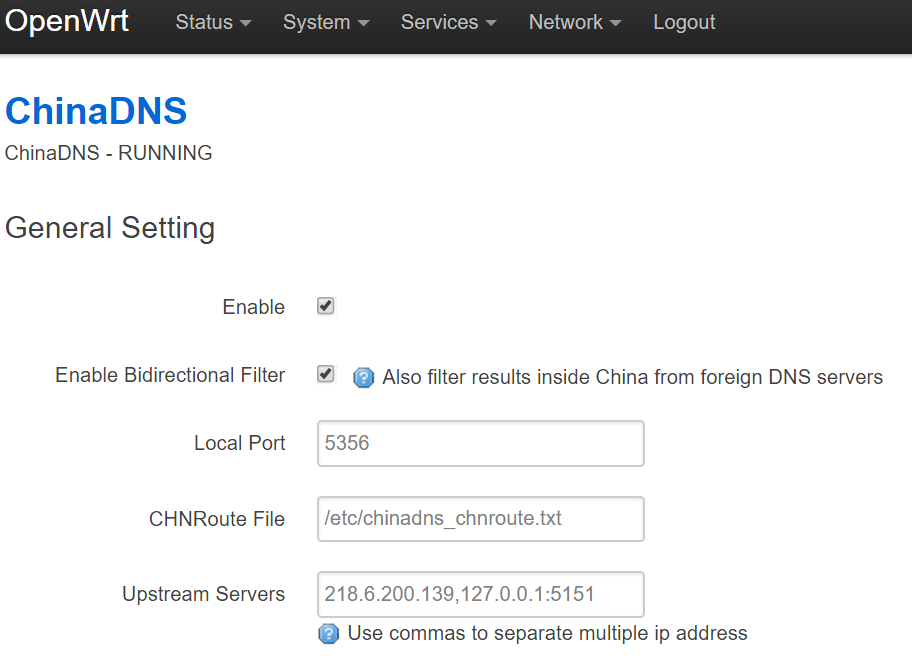 OpenWrt Status System Services Network Logout
ChinaDNS
ChinaDNS - RUNNING
General Setting
Enable
Enable Bidirectional Filter Also filter results inside China from foreign DNS servers
Local Port 5356
CHNRoute File /etc/chinadns_chnroute.txt
Upstream Servers 218.6.200.139,127.0.0.1:5151
Use commas to separate multiple ip address